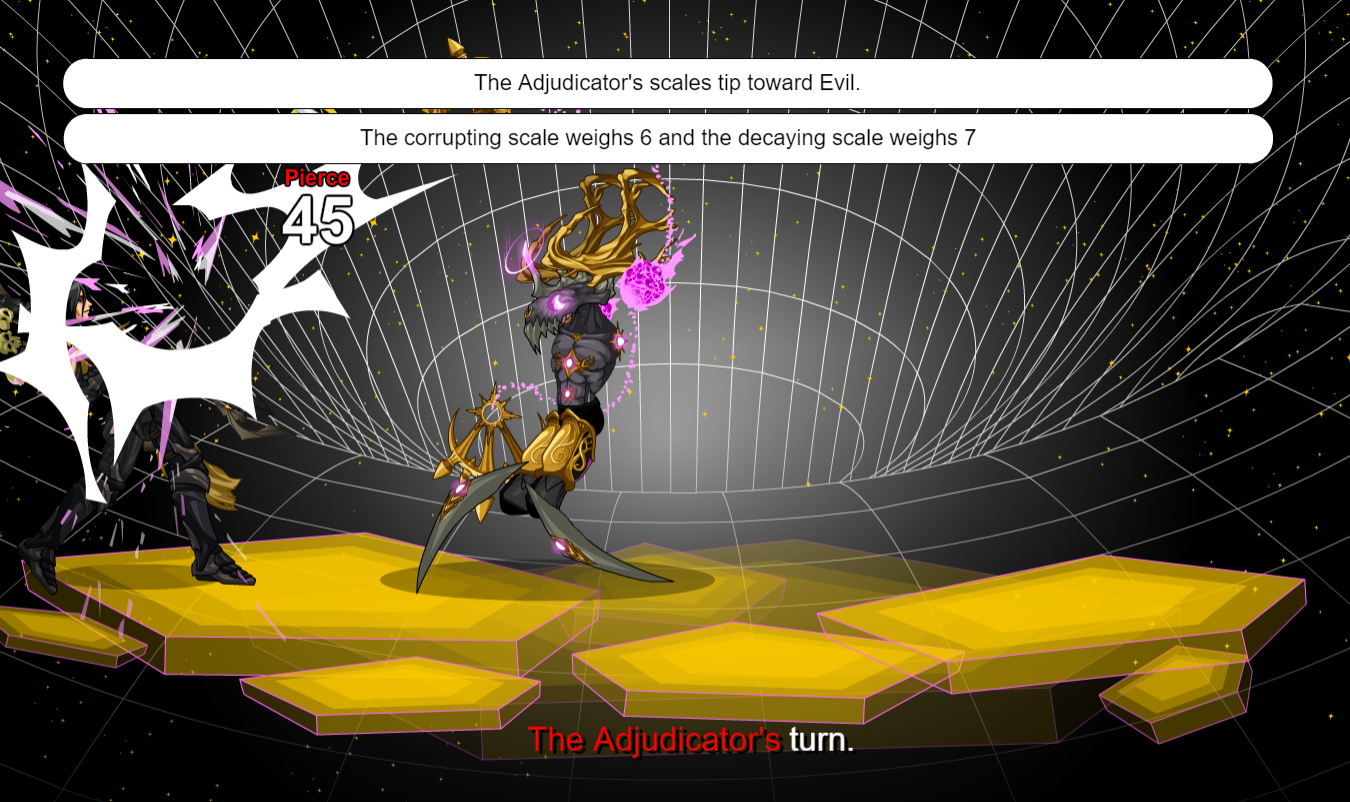 The Adjudicator's scales tip toward Evil.
The corrupting scale weighs 6 and the decaying scale weighs 7
Pierce
45
The Adjudicator's turn.